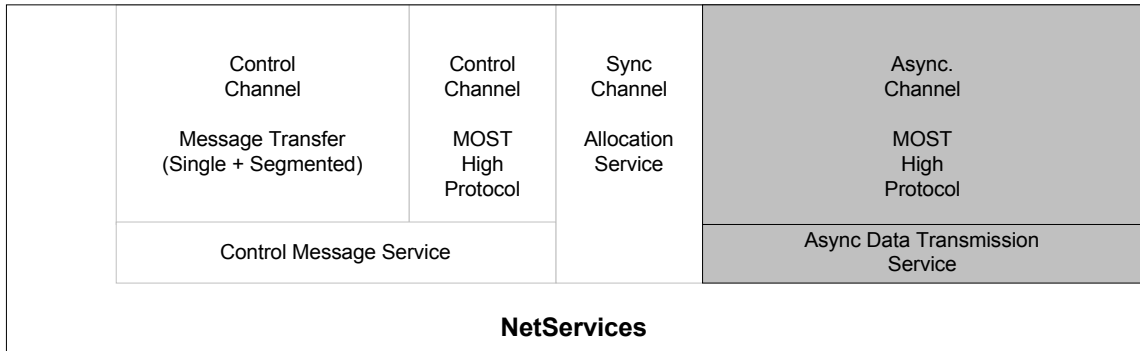 Control
Channel
Message Transfer
(Single + Segmented)
Control
Channel
MOST
High
Protocol
Sync
Channel
Allocation
Service
Async.
Channel
MOST
High
Protocol
Control Message Service
Async Data Transmission
Service
NetServices